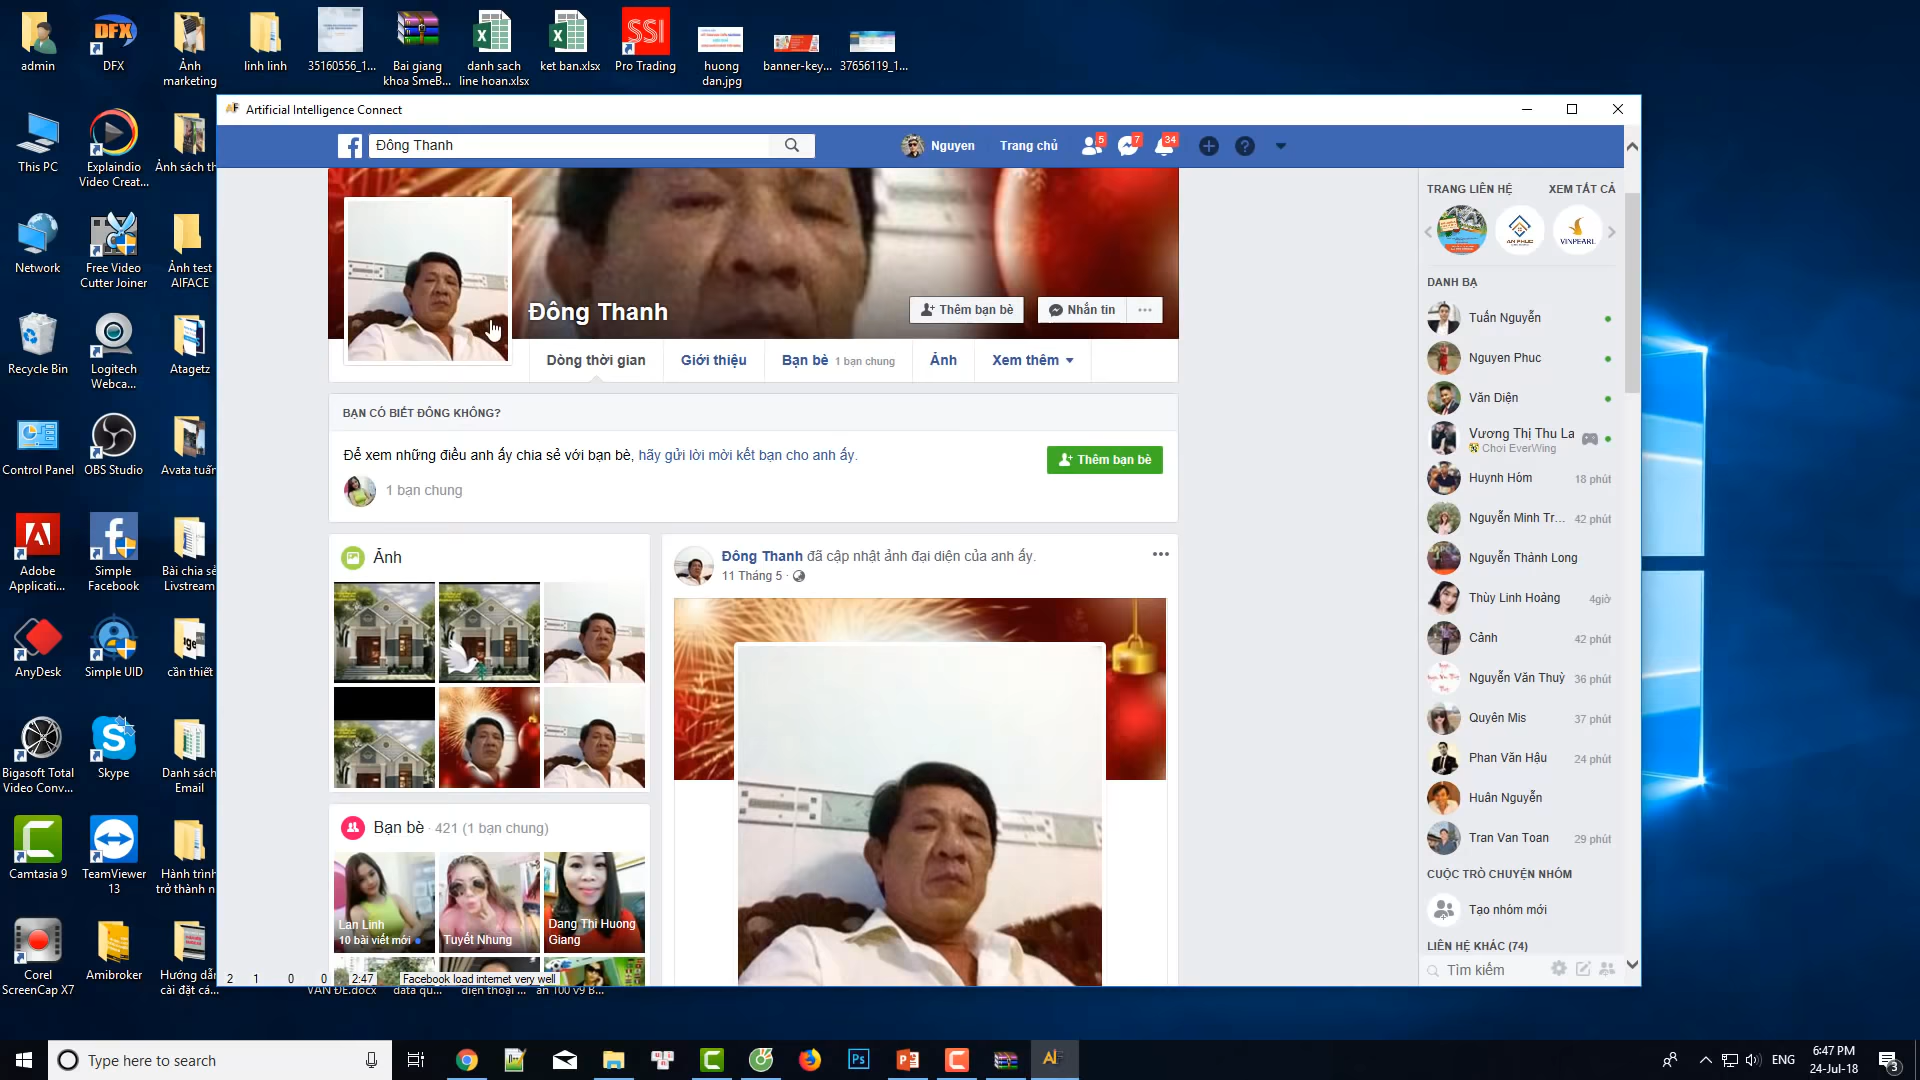 admin
DFX
DFX
Ảnh
marketing
linh linh
35160556_1...
Bai giang
khoa SmeB...
danh sach
line hoan.xlsx
ket ban.xlsx
SSI
Pro Trading
huong
dan.jpg
banner-key...
37656119_1...
This PC
Explaindio
Video Creat...
Ảnh sách th
Network
Free Video
Cutter Joiner
Ảnh test
AIFACE
Recycle Bin
Logitech
Webca...
Atagetz
Control Panel
OBS Studio
Avata tuấn
Adobe
Applicati...
Simple
Facebook
Bài chia sẻ
Livstream
AnyDesk
Simple UID
cần thiết
Bigasoft Total
Video Conv...
Skype
Danh sách
Email
Camtasia 9
TeamViewer
13
Hành trình
trở thành n
Corel
ScreenCap X7
Amibroker
Hướng dẫn
cài đặt cá...
Artificial Intelligence Connect
Đông Thanh
Nguyen
Trang chủ
5
7
34
Đông Thanh
Thêm bạn bè
Nhắn tin
Dòng thời gian
Giới thiệu
Bạn bè 1 bạn chung
Ảnh
Xem thêm
BẠN CÓ BIẾT ĐÔNG KHÔNG?
Để xem những điều anh ấy chia sẻ với bạn bè, hãy gửi lời mời kết bạn cho anh ấy.
Thêm bạn bè
1 bạn chung
Ảnh
Đông Thanh đã cập nhật ảnh đại diện của anh ấy.
11 Tháng 5 ·
Bạn bè · 421 (1 bạn chung)
Lan Linh
10 bài viết mới
Tuyết Nhung
Dang Thi Huong
Giang
TRANG LIÊN HỆ
XEM TẤT CẢ
AN PHUC
VINPEARL
DANH BẠ
Tuấn Nguyễn
Nguyen Phuc
Văn Diện
Vương Thị Thu La
Chơi EverWing
Huynh Hóm
18 phút
Nguyễn Minh Tr...
42 phút
Nguyễn Thành Long
Thùy Linh Hoàng
4giờ
Cảnh
42 phút
Nguyễn Văn Thuỳ
36 phút
Quyên Mis
37 phút
Phan Văn Hậu
24 phút
Huân Nguyễn
Tran Van Toan
29 phút
CUỘC TRÒ CHUYỆN NHÓM
Tạo nhóm mới
LIÊN HỆ KHÁC (74)
Tìm kiếm
2 1 0 0 2:47 Facebook load internet very well
VAN ĐE.docx
data qu...
điện thoại ...
an 100 v9 B...
Type here to search
Ps
ENG
6:47 PM
24-Jul-18
3